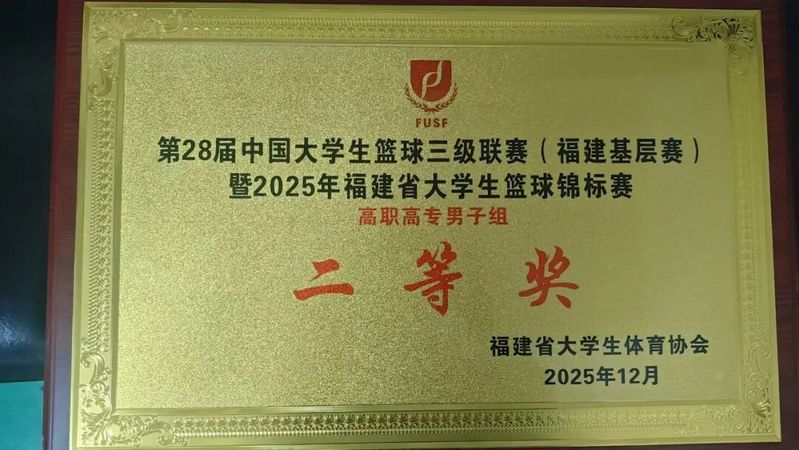 FUSF
第28届中国大学生篮球三级联赛（福建基层赛）
暨2025年福建省大学生篮球锦标赛
高职高专男子组
二等奖
福建省大学生体育协会
2025年12月